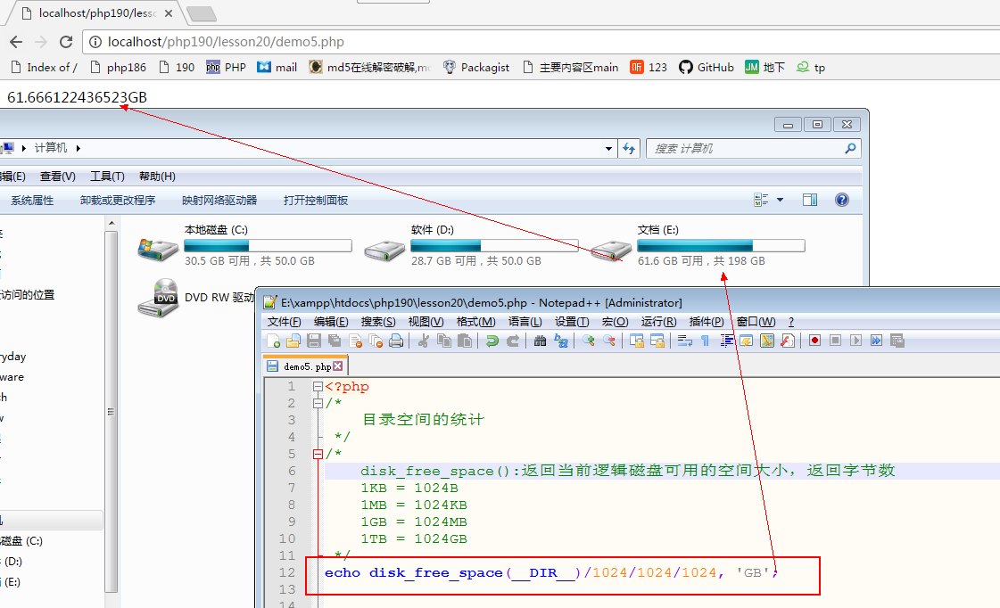 localhost/php190/less
localhost/php190/lesson20/demo5.php
Index of / php186 190 php PHP mail md5在线解密破解,mc Packagist 主要内容区main 听 123 GitHub JM 地下 tp
61.666122436523GB
计算机
搜索 计算机
编辑(E) 查看(V) 工具(T) 帮助(H)
系统属性 卸载或更改程序 映射网络驱动器 打开控制面板
本地磁盘 (C:) 软件 (D:) 文档 (E:)
30.5 GB 可用，共 50.0 GB 28.7 GB 可用，共 50.0 GB 61.6 GB 可用，共 198 GB
访问的位置
DVD
DVD RW 驱动
ryday
ware
磁盘 (C:)
(D:)
(E:)
E:\xampp\htdocs\php190\lesson20\demo5.php - Notepad++ [Administrator]
文件(F) 编辑(E) 搜索(S) 视图(V) 格式(M) 语言(L) 设置(T) 宏(O) 运行(R) 插件(P) 窗口(W) ?
demo5.php
1 <?php
2 /*
3 目录空间的统计
4 */
5 /*
6 disk_free_space():返回当前逻辑磁盘可用的空间大小，返回字节数
7 1KB = 1024B
8 1MB = 1024KB
9 1GB = 1024MB
10 1TB = 1024GB
11 */
12 echo disk_free_space(__DIR__)/1024/1024/1024, 'GB';
13
14